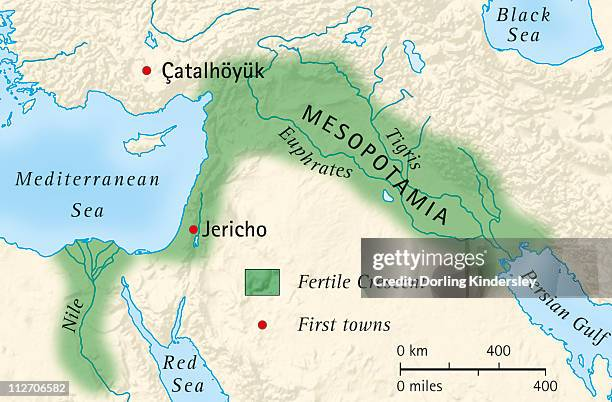 Black
Sea
Çatalhöyük
MESOPOTAMIA
Tigris
Euphrates
Mediterranean
Sea
Jericho
Credit: Dorling Kindersley
Fertile Cres
Persian Gulf
Nile
First towns
Red
Sea
0 km 400
0 miles 400
112706582